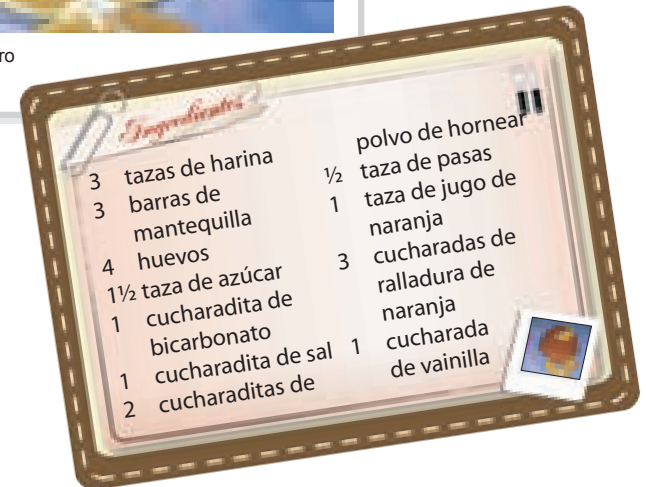 ro
Ingredientes
3 tazas de harina
3 barras de
mantequilla
4 huevos
1½ taza de azúcar
1 cucharadita de
bicarbonato
1 cucharadita de sal
2 cucharaditas de
polvo de hornear
½ taza de pasas
1 taza de jugo de
naranja
3 cucharadas de
ralladura de
naranja
1 cucharada
de vainilla